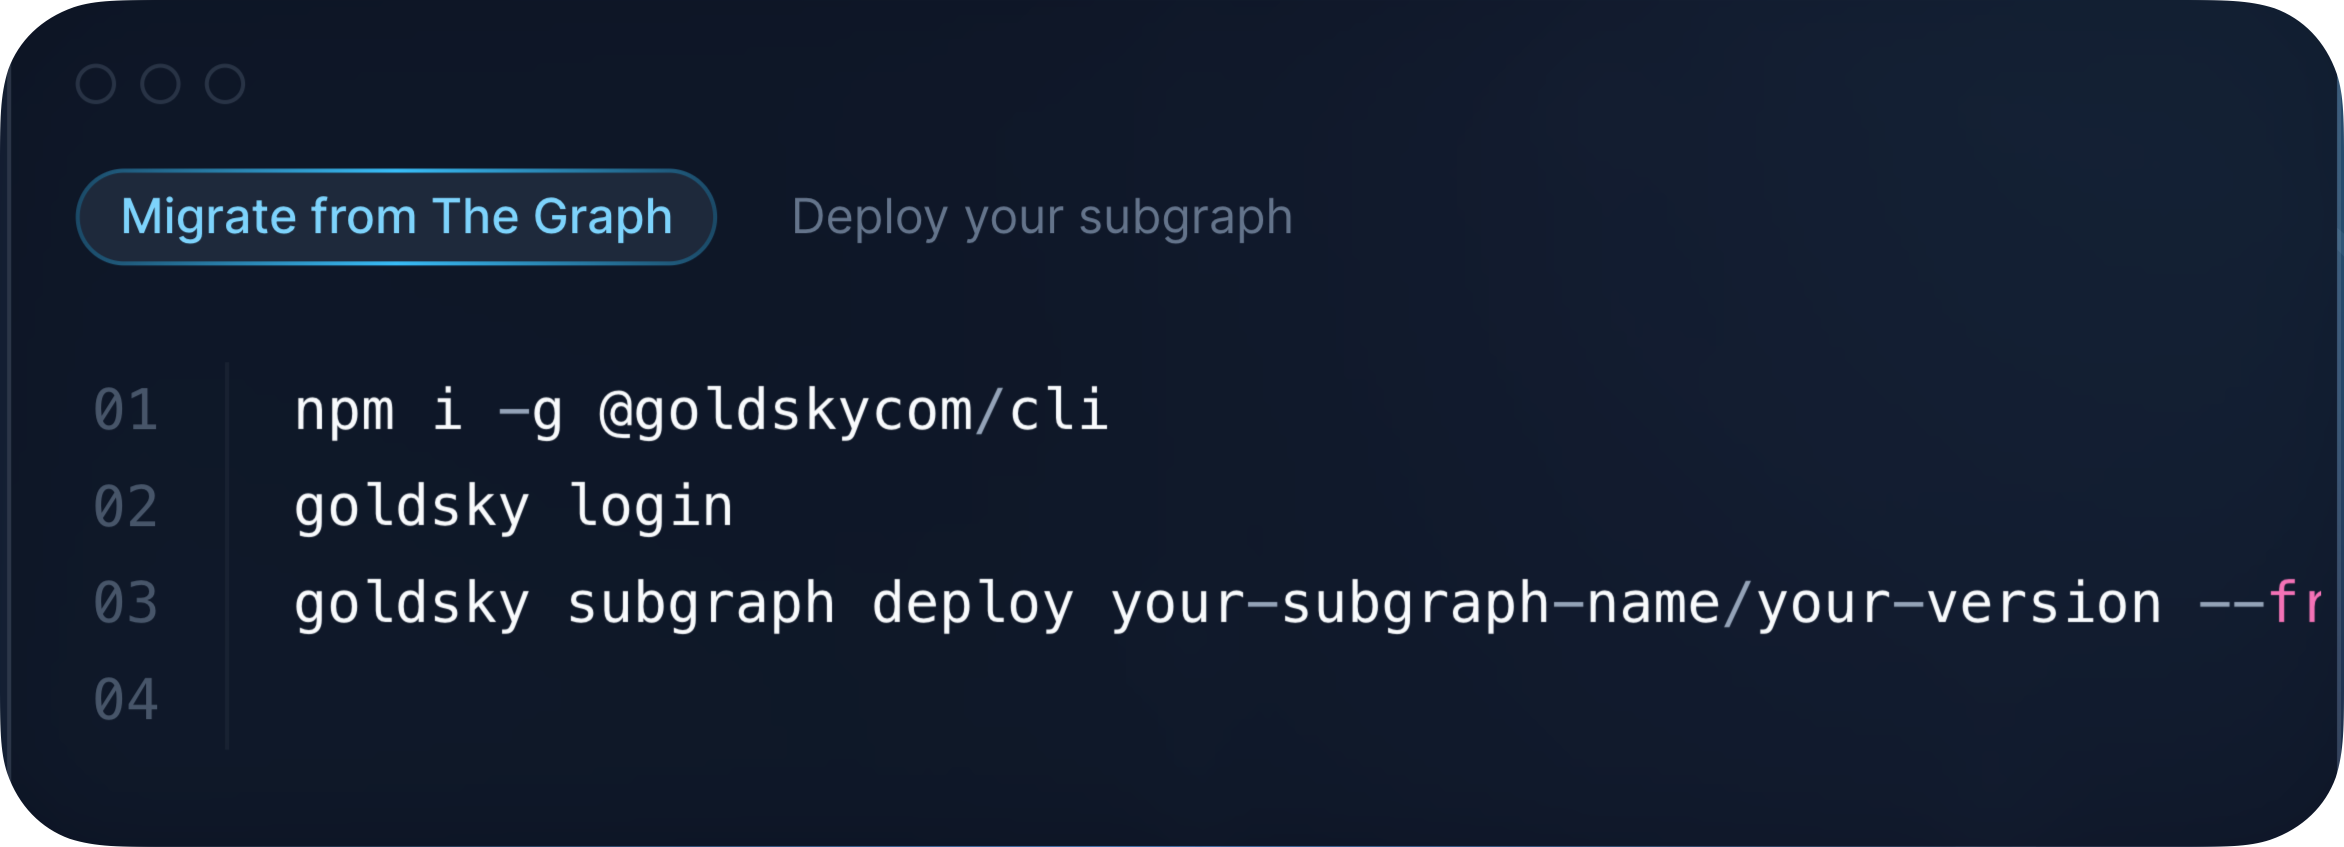 Migrate from The Graph Deploy your subgraph
01 npm i -g @goldskycom/cli
02 goldsky login
03 goldsky subgraph deploy your-subgraph-name/your-version --fr
04